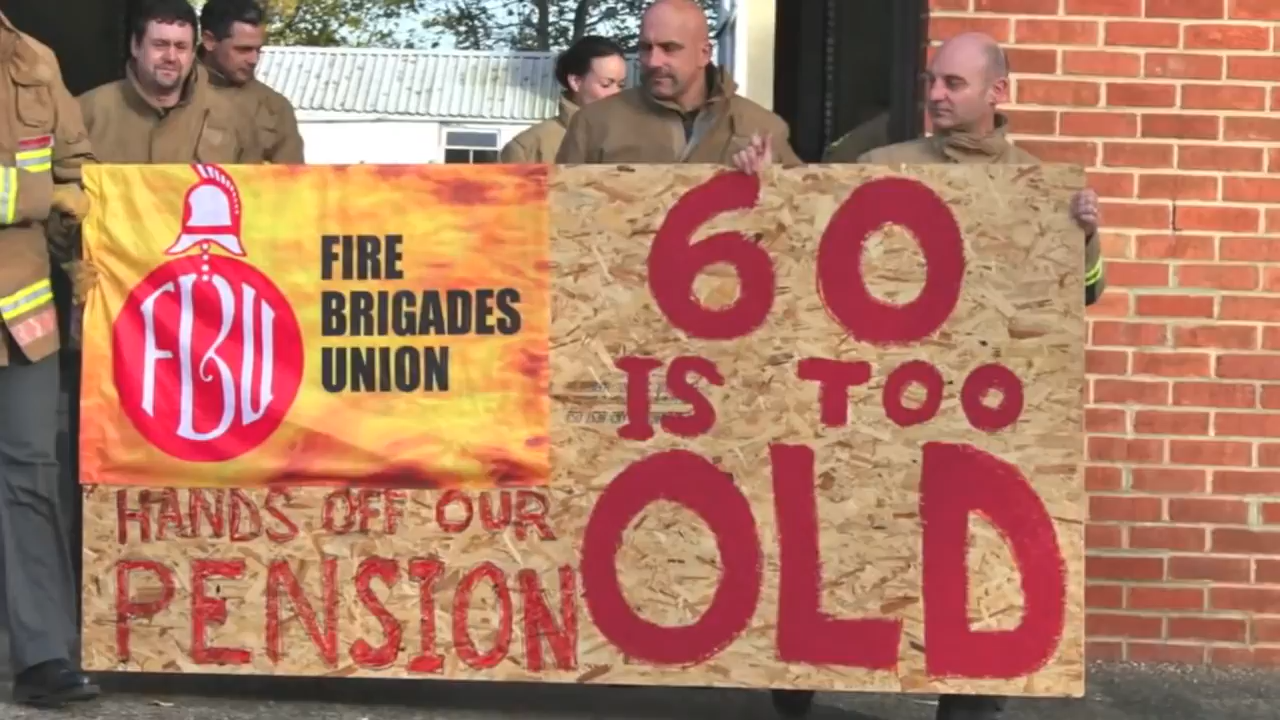 FBU
FIRE
BRIGADES
UNION
HANDS OFF OUR
PENSION
60
IS TOO
OLD